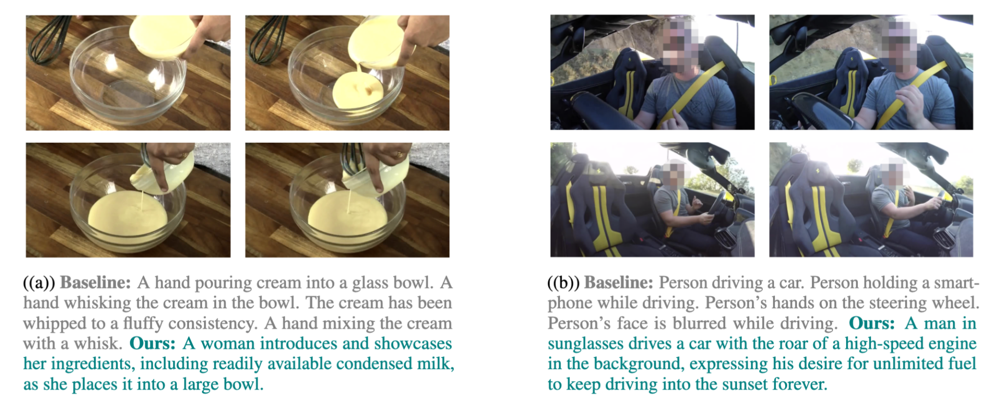 ((a)) Baseline: A hand pouring cream into a glass bowl. A
hand whisking the cream in the bowl. The cream has been
whipped to a fluffy consistency. A hand mixing the cream
with a whisk. Ours: A woman introduces and showcases
her ingredients, including readily available condensed milk,
as she places it into a large bowl.
((b)) Baseline: Person driving a car. Person holding a smart-
phone while driving. Person's hands on the steering wheel.
Person's face is blurred while driving. Ours: A man in
sunglasses drives a car with the roar of a high-speed engine
in the background, expressing his desire for unlimited fuel
to keep driving into the sunset forever.